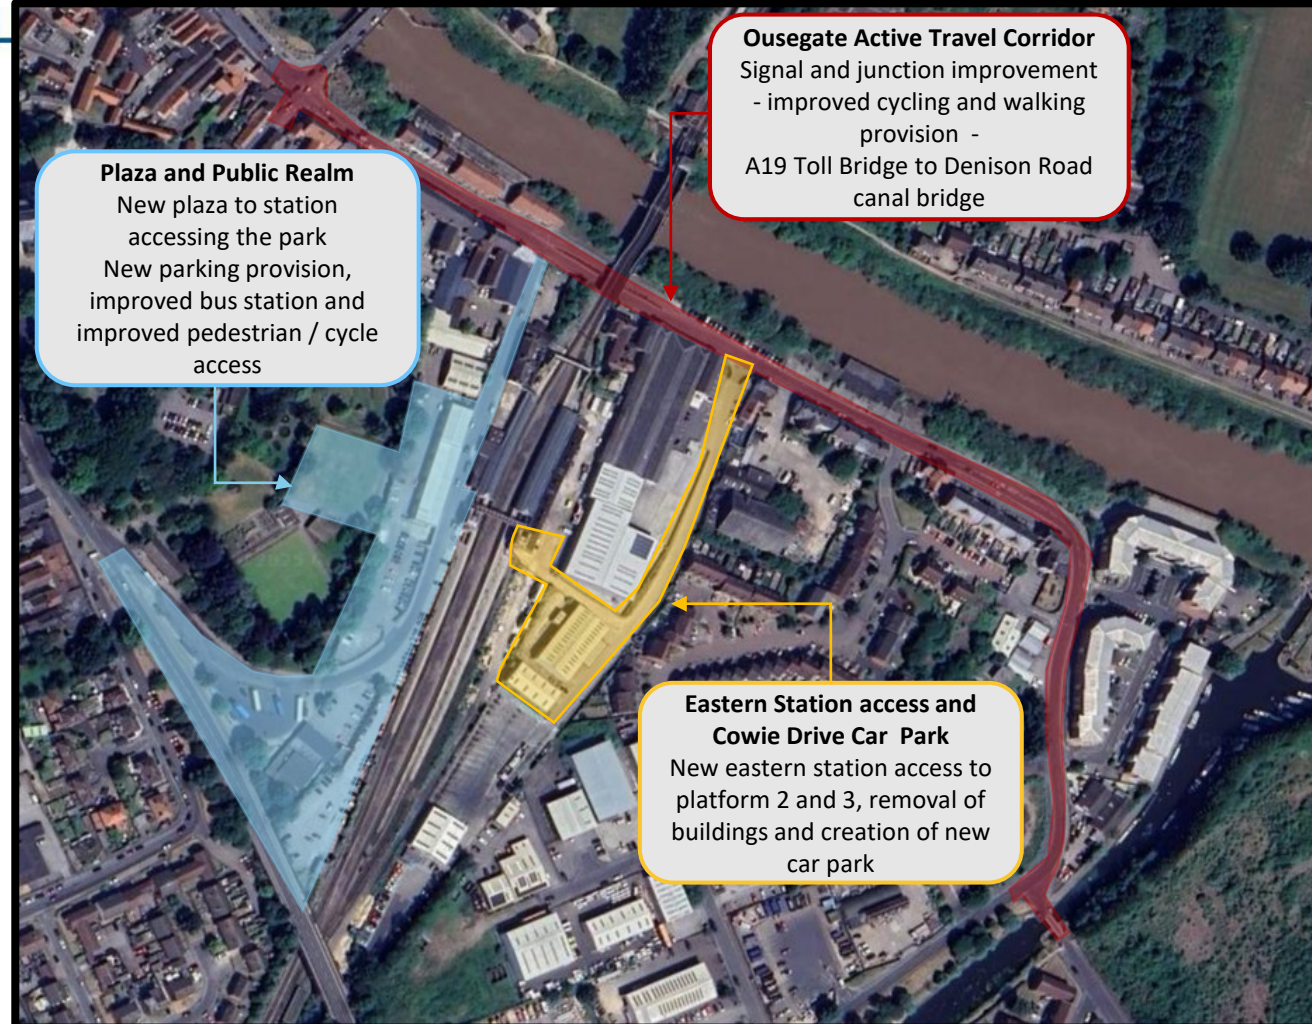 Ousegate Active Travel Corridor
Signal and junction improvement
- improved cycling and walking
provision -
A19 Toll Bridge to Denison Road
canal bridge
Plaza and Public Realm
New plaza to station
accessing the park
New parking provision,
improved bus station and
improved pedestrian / cycle
access
Eastern Station access and
Cowie Drive Car Park
New eastern station access to
platform 2 and 3, removal of
buildings and creation of new
car park